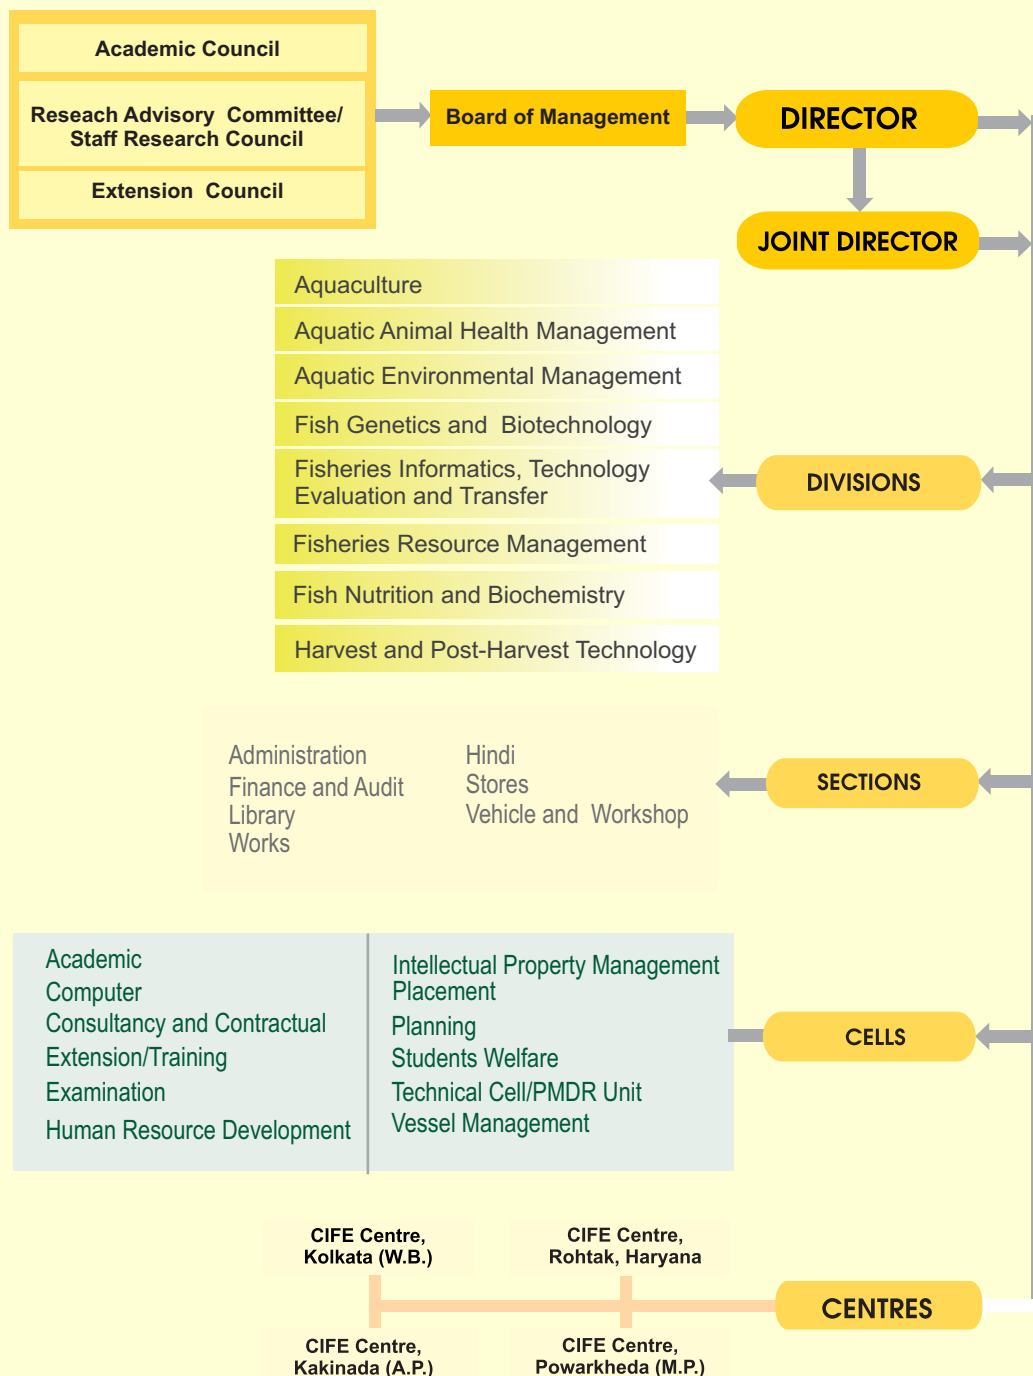 Academic Council
Reseach Advisory Committee/
Staff Research Council
Extension Council
Board of Management
DIRECTOR
JOINT DIRECTOR
Aquaculture
Aquatic Animal Health Management
Aquatic Environmental Management
Fish Genetics and Biotechnology
Fisheries Informatics, Technology
Evaluation and Transfer
Fisheries Resource Management
Fish Nutrition and Biochemistry
Harvest and Post-Harvest Technology
DIVISIONS
Administration
Finance and Audit
Library
Works
Hindi
Stores
Vehicle and Workshop
SECTIONS
Academic
Computer
Consultancy and Contractual
Extension/Training
Examination
Human Resource Development
Intellectual Property Management
Placement
Planning
Students Welfare
Technical Cell/PMDR Unit
Vessel Management
CELLS
CIFE Centre,
Kolkata (W.B.)
CIFE Centre,
Rohtak, Haryana
CENTRES
CIFE Centre,
Kakinada (A.P.)
CIFE Centre,
Powarkheda (M.P.)